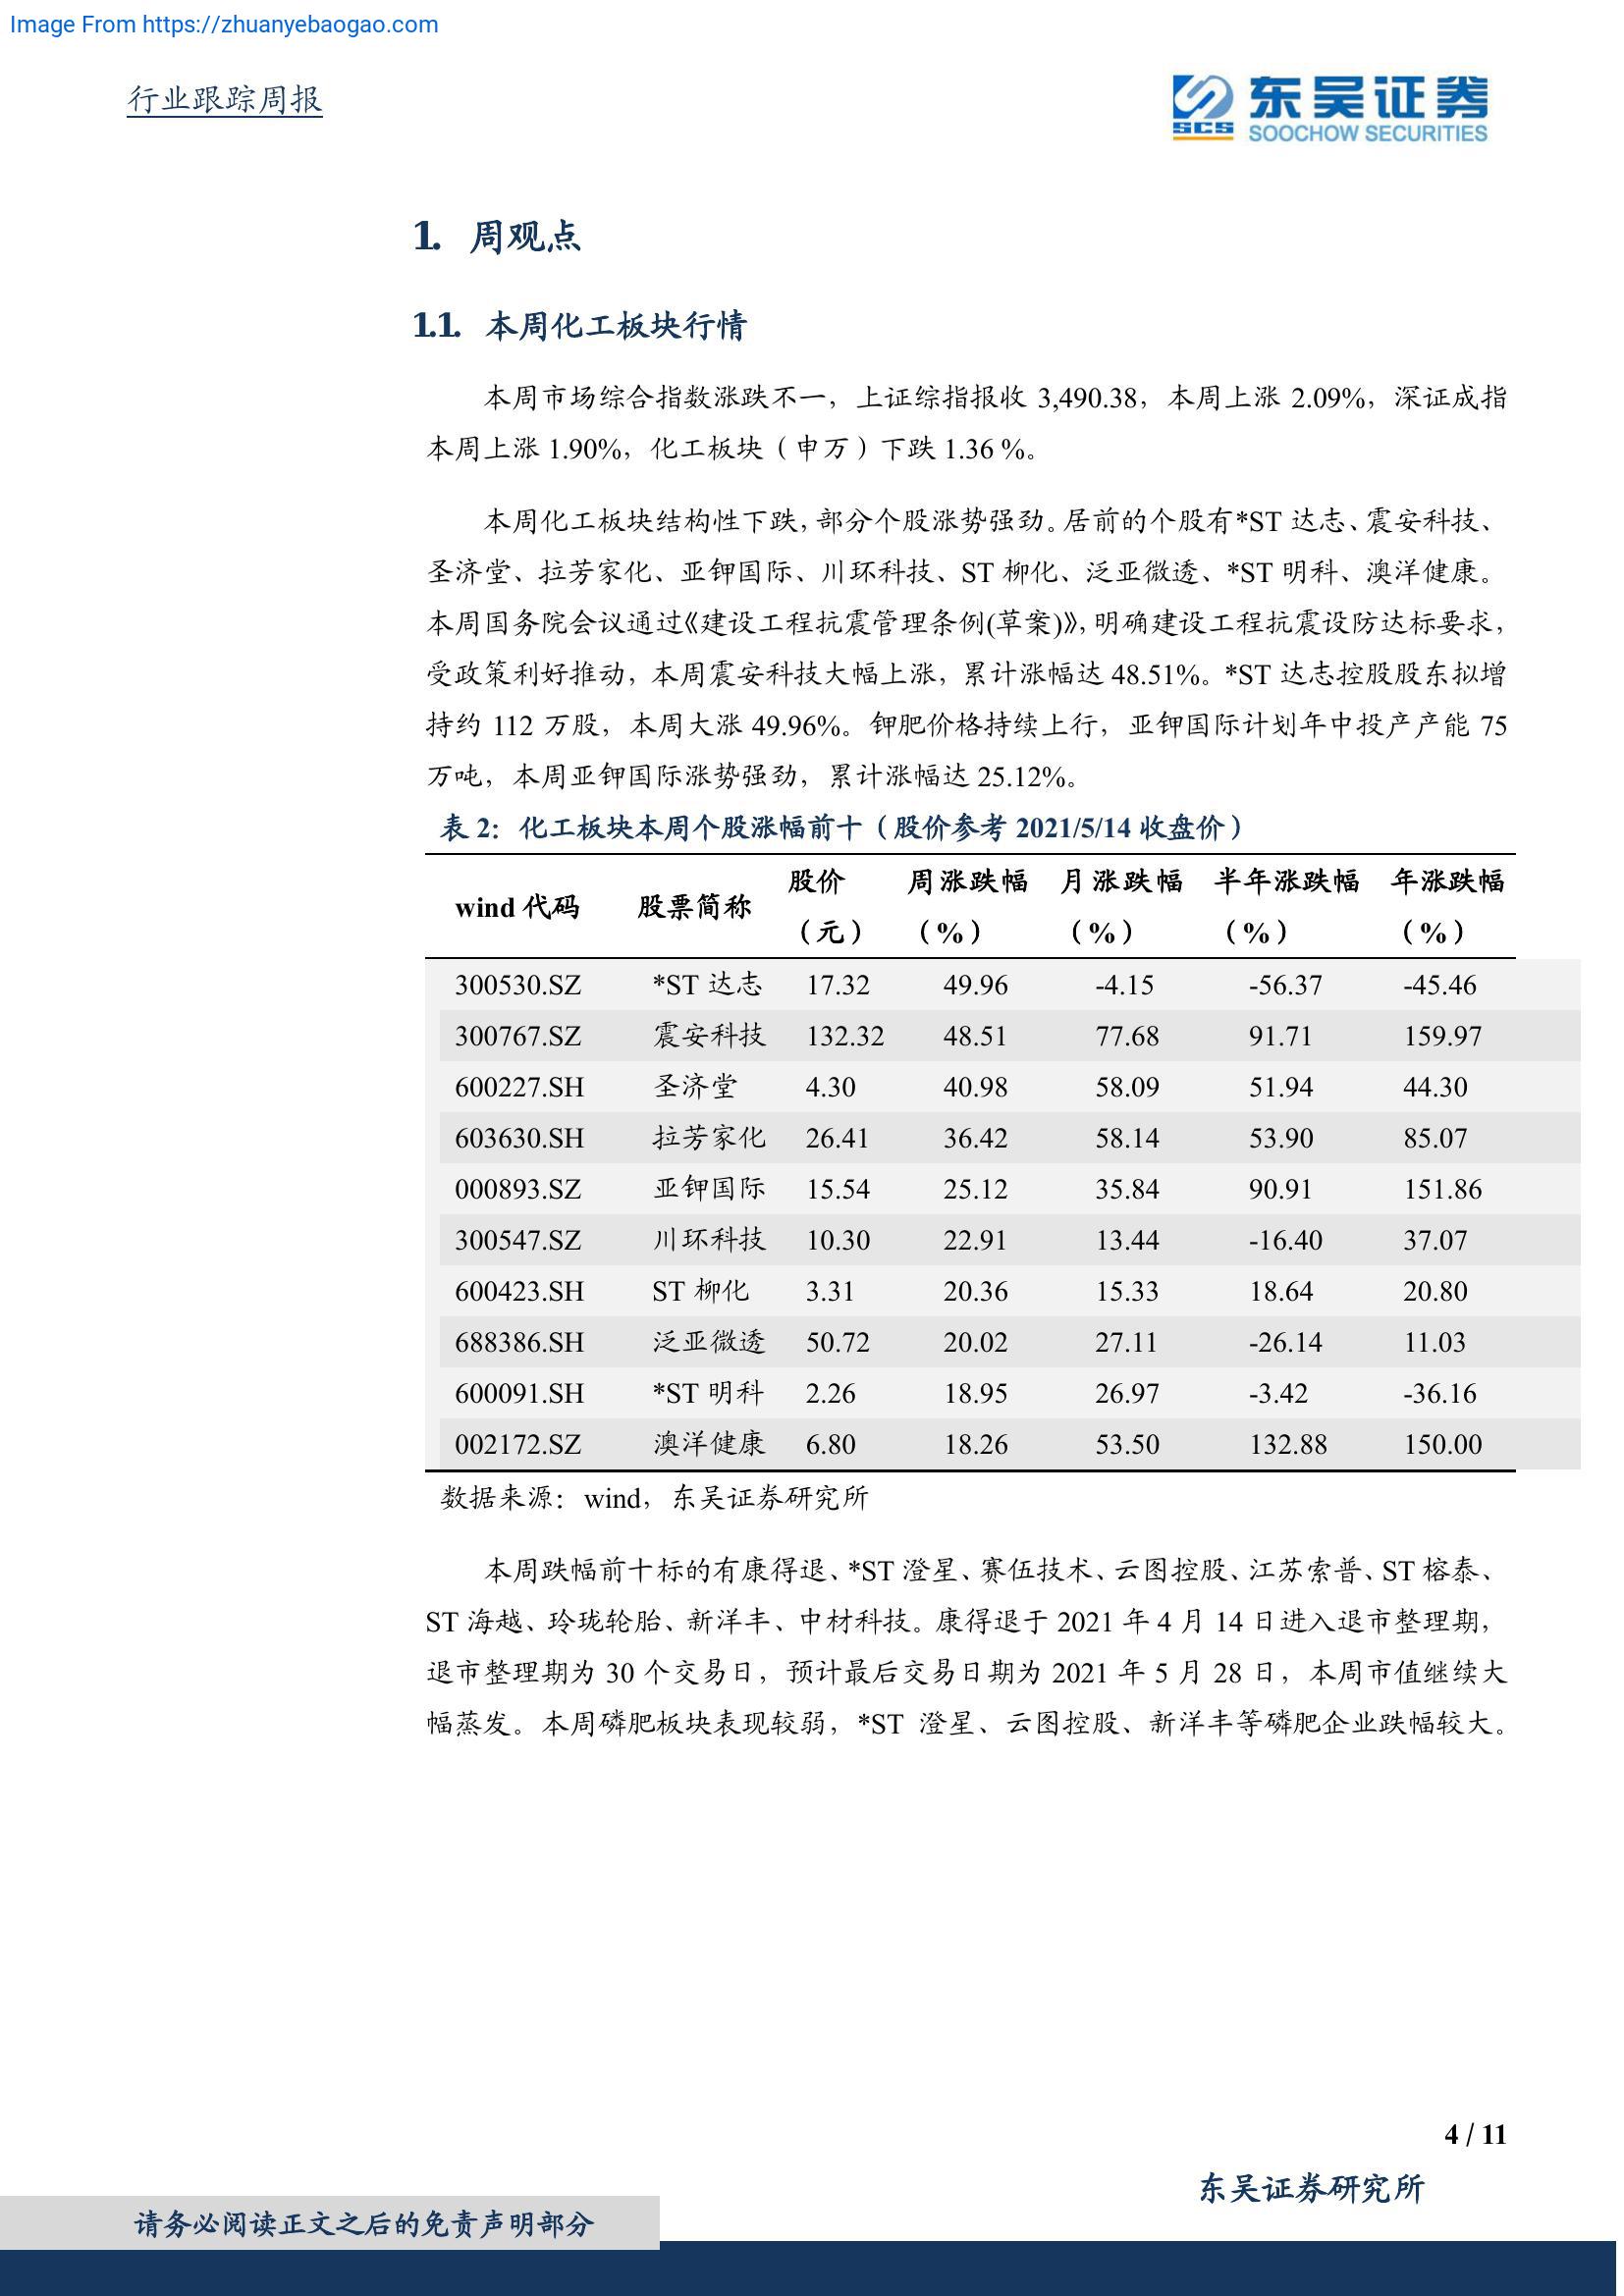 Image From https://zhuanyebaogao.com
行业跟踪周报
东吴证券
SCS
SOOCHOW SECURITIES
1. 周观点
1.1. 本周化工板块行情
本周市场综合指数涨跌不一，上证综指报收 3,490.38，本周上涨 2.09%，深证成指
本周上涨 1.90%，化工板块（申万）下跌 1.36 %。
本周化工板块结构性下跌，部分个股涨势强劲。居前的个股有*ST 达志、震安科技、
圣济堂、拉芳家化、亚钾国际、川环科技、ST 柳化、泛亚微透、*ST 明科、澳洋健康。
本周国务院会议通过《建设工程抗震管理条例(草案)》，明确建设工程抗震设防达标要求，
受政策利好推动，本周震安科技大幅上涨，累计涨幅达 48.51%。*ST 达志控股股东拟增
持约 112 万股，本周大涨 49.96%。钾肥价格持续上行，亚钾国际计划年中投产产能 75
万吨，本周亚钾国际涨势强劲，累计涨幅达 25.12%。
表 2：化工板块本周个股涨幅前十（股价参考 2021/5/14 收盘价）
wind 代码 股票简称 股价（元） 周涨跌幅（%） 月涨跌幅（%） 半年涨跌幅（%） 年涨跌幅（%）
300530.SZ *ST 达志 17.32 49.96 -4.15 -56.37 -45.46
300767.SZ 震安科技 132.32 48.51 77.68 91.71 159.97
600227.SH 圣济堂 4.30 40.98 58.09 51.94 44.30
603630.SH 拉芳家化 26.41 36.42 58.14 53.90 85.07
000893.SZ 亚钾国际 15.54 25.12 35.84 90.91 151.86
300547.SZ 川环科技 10.30 22.91 13.44 -16.40 37.07
600423.SH ST 柳化 3.31 20.36 15.33 18.64 20.80
688386.SH 泛亚微透 50.72 20.02 27.11 -26.14 11.03
600091.SH *ST 明科 2.26 18.95 26.97 -3.42 -36.16
002172.SZ 澳洋健康 6.80 18.26 53.50 132.88 150.00
数据来源：wind，东吴证券研究所
本周跌幅前十标的有康得退、*ST 澄星、赛伍技术、云图控股、江苏索普、ST 榕泰、
ST 海越、玲珑轮胎、新洋丰、中材科技。康得退于 2021 年 4 月 14 日进入退市整理期，
退市整理期为 30 个交易日，预计最后交易日期为 2021 年 5 月 28 日，本周市值继续大
幅蒸发。本周磷肥板块表现较弱，*ST 澄星、云图控股、新洋丰等磷肥企业跌幅较大。
4 / 11
东吴证券研究所
请务必阅读正文之后的免责声明部分